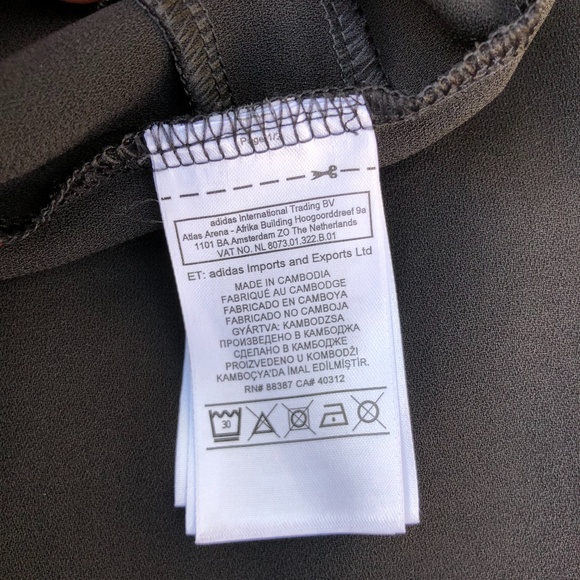 Page 1/2
adidas International Trading BV
Atlas Arena - Afrika Building Hoogoorddreef 9a
1101 BA Amsterdam ZO The Netherlands
VAT NO. NL 8073.01.322.B.01
ET: adidas Imports and Exports Ltd
MADE IN CAMBODIA
FABRIQUÉ AU CAMBODGE
FABRICADO EN CAMBOYA
FABRICADO NO CAMBOJA
GYÁRTVA: KAMBODZSA
ПРОИЗВЕДЕНО В КАМБОДЖА
СДЕЛАНО В КАМБОДЖЕ
PROIZVEDENO U KOMBODŽI
KAMBOÇYA'DA İMAL EDİLMİŞTİR.
RN# 88387 CA# 40312
30